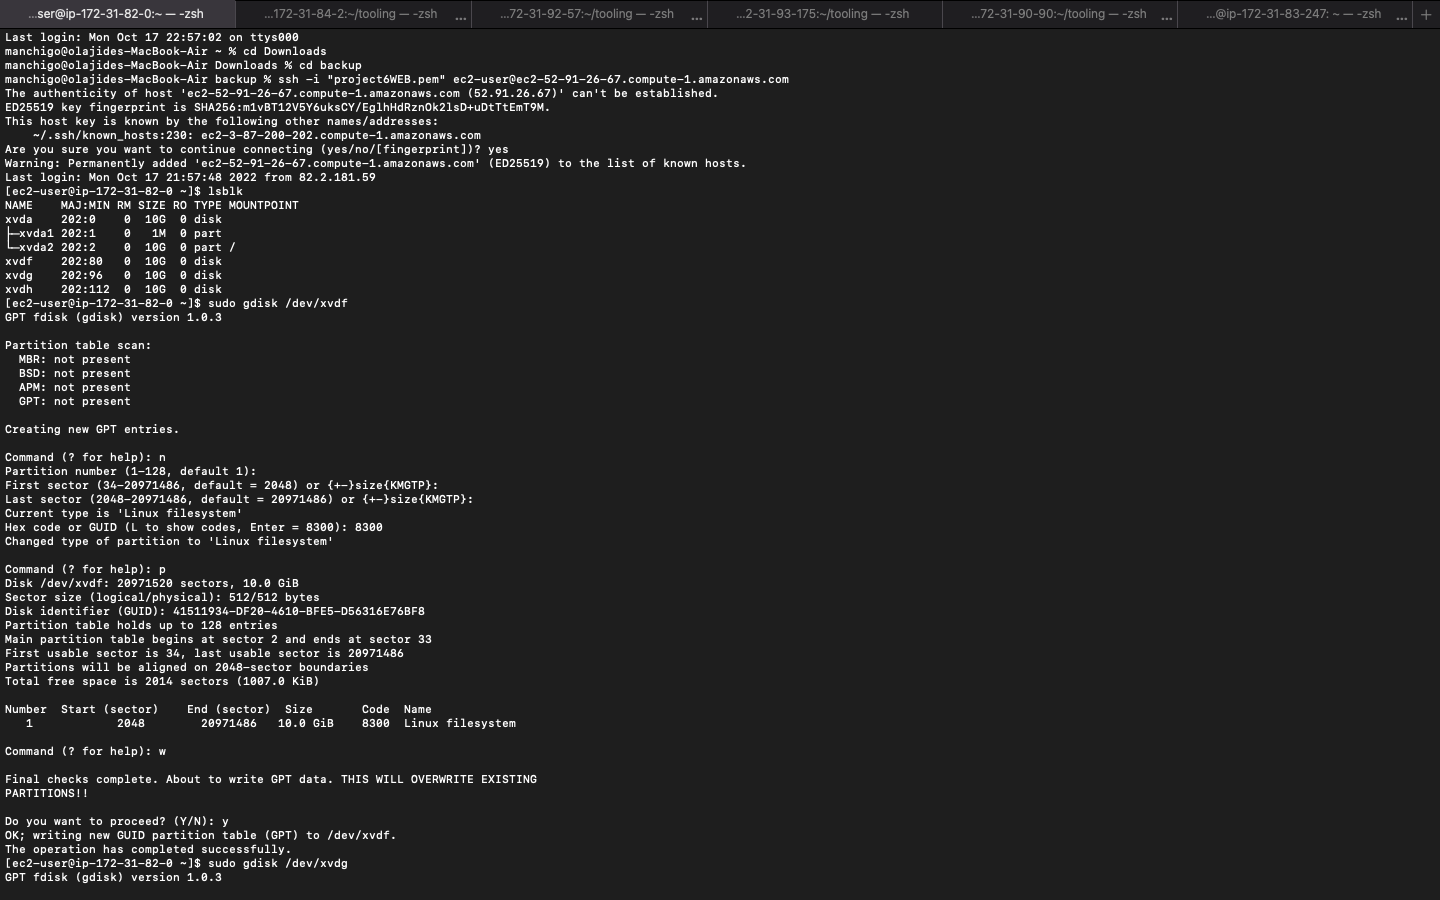 ...ser@ip-172-31-82-0:~ — -zsh
...172-31-84-2:~/tooling — -zsh ...
...72-31-92-57:~/tooling — -zsh ...
...2-31-93-175:~/tooling — -zsh
...72-31-90-90:~/tooling — -zsh ...
...@ip-172-31-83-247: ~ — -zsh ... +
Last login: Mon Oct 17 22:57:02 on ttys000
manchigo@olajides-MacBook-Air ~ % cd Downloads
manchigo@olajides-MacBook-Air Downloads % cd backup
manchigo@olajides-MacBook-Air backup % ssh -i "project6WEB.pem" ec2-user@ec2-52-91-26-67.compute-1.amazonaws.com
The authenticity of host 'ec2-52-91-26-67.compute-1.amazonaws.com (52.91.26.67)' can't be established.
ED25519 key fingerprint is SHA256:m1vBT12V5Y6uksCY/EglhHdRznOk2lsD+uDtTtEmT9M.
This host key is known by the following other names/addresses:
    ~/.ssh/known_hosts:230: ec2-3-87-200-202.compute-1.amazonaws.com
Are you sure you want to continue connecting (yes/no/[fingerprint])? yes
Warning: Permanently added 'ec2-52-91-26-67.compute-1.amazonaws.com' (ED25519) to the list of known hosts.
Last login: Mon Oct 17 21:57:48 2022 from 82.2.181.59
[ec2-user@ip-172-31-82-0 ~]$ lsblk
NAME    MAJ:MIN RM SIZE RO TYPE MOUNTPOINT
xvda    202:0    0  10G  0 disk
├─xvda1 202:1    0   1M  0 part
└─xvda2 202:2    0  10G  0 part /
xvdf    202:80   0  10G  0 disk
xvdg    202:96   0  10G  0 disk
xvdh    202:112  0  10G  0 disk
[ec2-user@ip-172-31-82-0 ~]$ sudo gdisk /dev/xvdf
GPT fdisk (gdisk) version 1.0.3
Partition table scan:
  MBR: not present
  BSD: not present
  APM: not present
  GPT: not present
Creating new GPT entries.
Command (? for help): n
Partition number (1-128, default 1):
First sector (34-20971486, default = 2048) or {+-}size{KMGTP}:
Last sector (2048-20971486, default = 20971486) or {+-}size{KMGTP}:
Current type is 'Linux filesystem'
Hex code or GUID (L to show codes, Enter = 8300): 8300
Changed type of partition to 'Linux filesystem'
Command (? for help): p
Disk /dev/xvdf: 20971520 sectors, 10.0 GiB
Sector size (logical/physical): 512/512 bytes
Disk identifier (GUID): 41511934-DF20-4610-BFE5-D56316E76BF8
Partition table holds up to 128 entries
Main partition table begins at sector 2 and ends at sector 33
First usable sector is 34, last usable sector is 20971486
Partitions will be aligned on 2048-sector boundaries
Total free space is 2014 sectors (1007.0 KiB)
Number  Start (sector)    End (sector)  Size       Code  Name
   1            2048        20971486   10.0 GiB    8300  Linux filesystem
Command (? for help): w
Final checks complete. About to write GPT data. THIS WILL OVERWRITE EXISTING
PARTITIONS!!
Do you want to proceed? (Y/N): y
OK; writing new GUID partition table (GPT) to /dev/xvdf.
The operation has completed successfully.
[ec2-user@ip-172-31-82-0 ~]$ sudo gdisk /dev/xvdg
GPT fdisk (gdisk) version 1.0.3